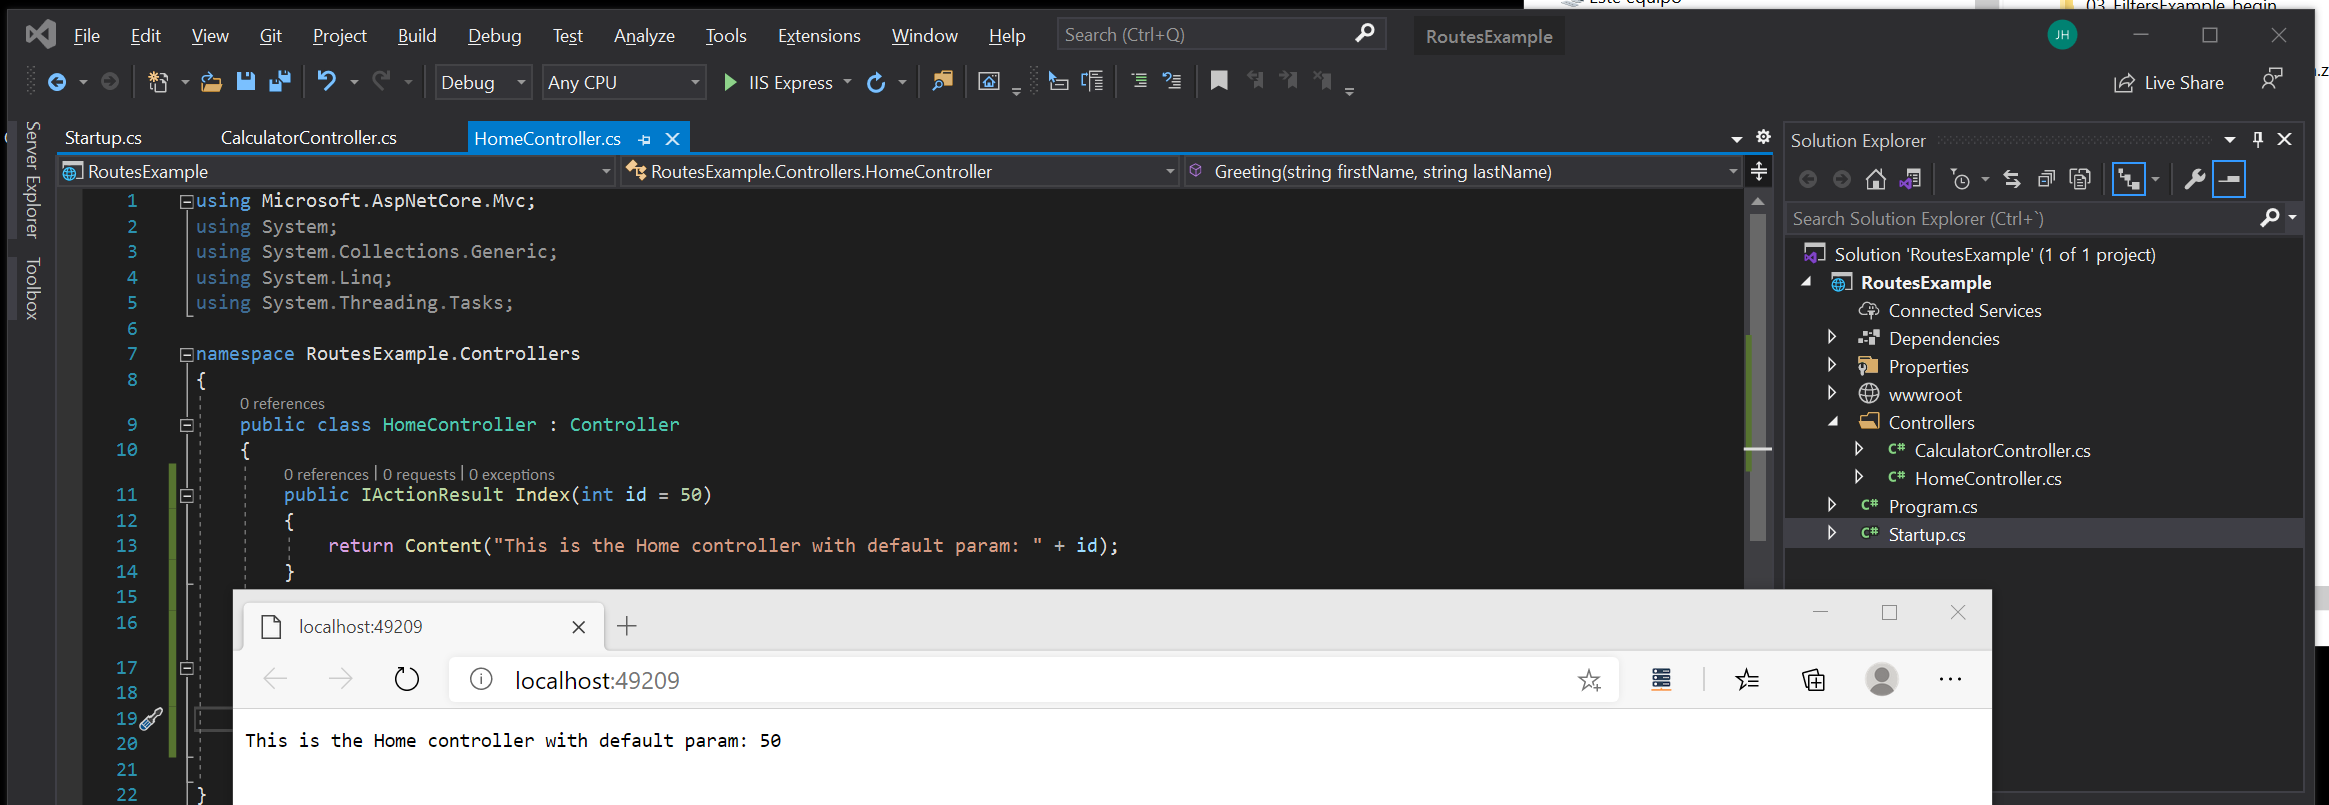 Este equipo
03_FiltersExample_begin
File Edit View Git Project Build Debug Test Analyze Tools Extensions Window Help Search (Ctrl+Q) RoutesExample JH
Debug Any CPU IIS Express Live Share
.z
Server Explorer
Toolbox
Startup.cs CalculatorController.cs HomeController.cs
RoutesExample RoutesExample.Controllers.HomeController Greeting(string firstName, string lastName)
1 using Microsoft.AspNetCore.Mvc;
2 using System;
3 using System.Collections.Generic;
4 using System.Linq;
5 using System.Threading.Tasks;
6
7 namespace RoutesExample.Controllers
8 {
0 references
9 public class HomeController : Controller
10 {
0 references | 0 requests | 0 exceptions
11 public IActionResult Index(int id = 50)
12 {
13 return Content("This is the Home controller with default param: " + id);
14 }
15
16
17
18
19
20
21
22 }
Solution Explorer
Search Solution Explorer (Ctrl+`)
Solution 'RoutesExample' (1 of 1 project)
RoutesExample
Connected Services
Dependencies
Properties
wwwroot
Controllers
C# CalculatorController.cs
C# HomeController.cs
C# Program.cs
C# Startup.cs
localhost:49209
localhost:49209
This is the Home controller with default param: 50